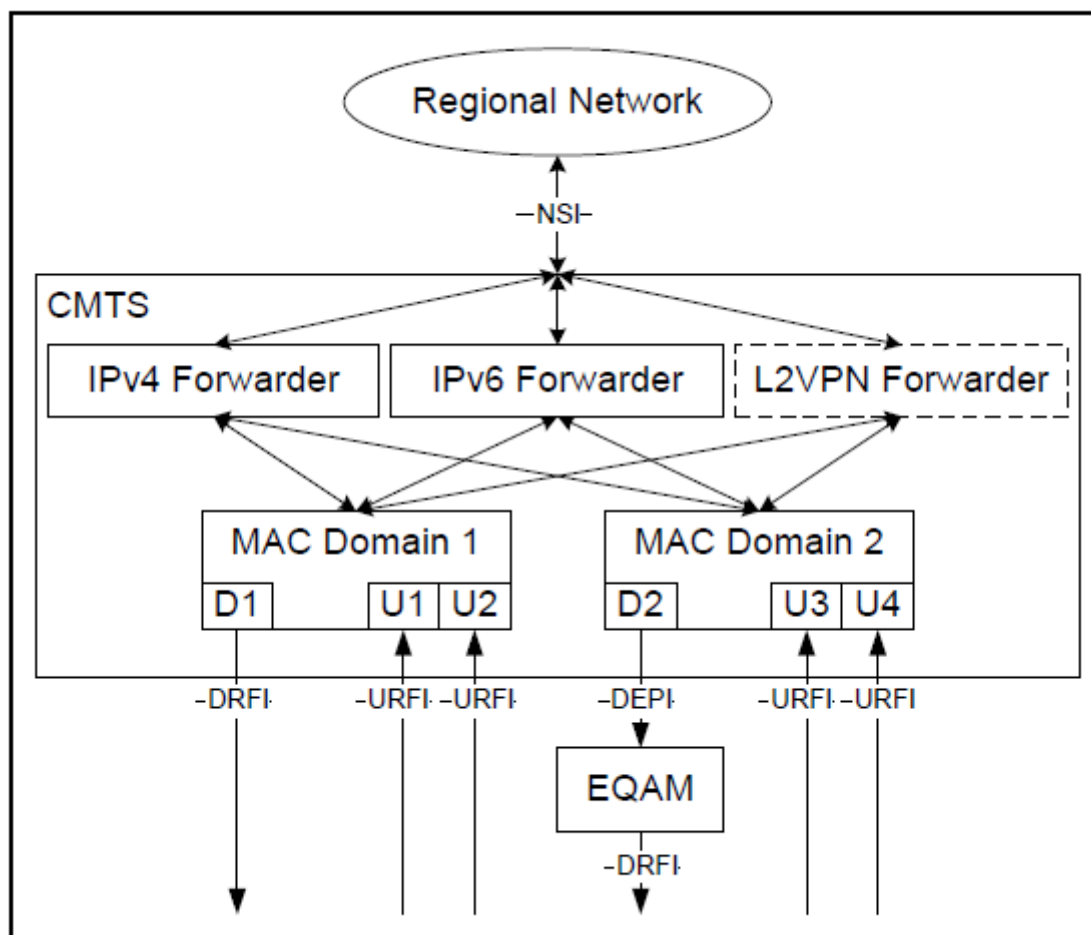 Regional Network
NSI
CMTS
IPv4 Forwarder
IPv6 Forwarder
L2VPN Forwarder
MAC Domain 1
MAC Domain 2
D1
U1
U2
D2
U3
U4
DRFI
URFI
URFI
DEPI
URFI
URFI
EQAM
DRFI